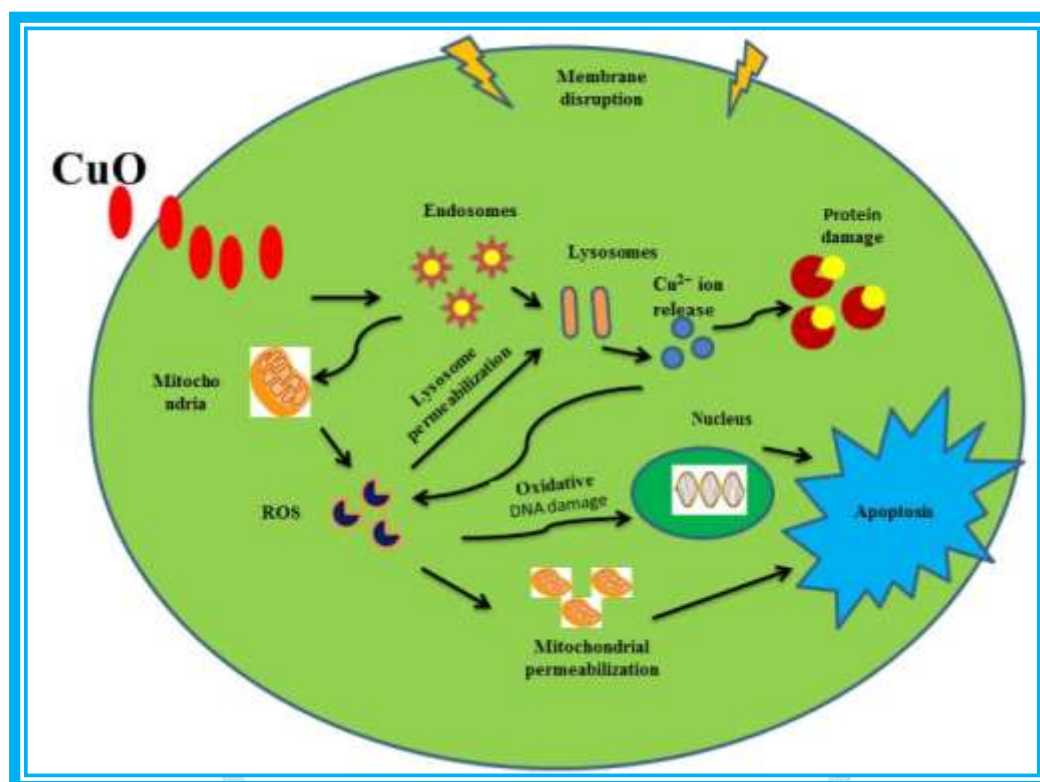 Membrane
disruption
CuO
Endosomes
Protein
damage
Lysosomes
Cu²⁺ ion
release
Mitocho
ndria
Lysosome
permeabilization
Nucleus
ROS
Oxidative
DNA damage
Apoptosis
Mitochondrial
permeabilization